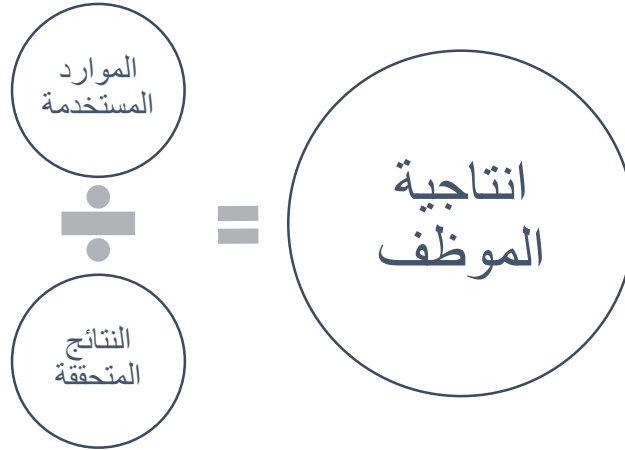 الموارد
المستخدمة
÷
النتائج
المتحققة
=
انتاجية
الموظف